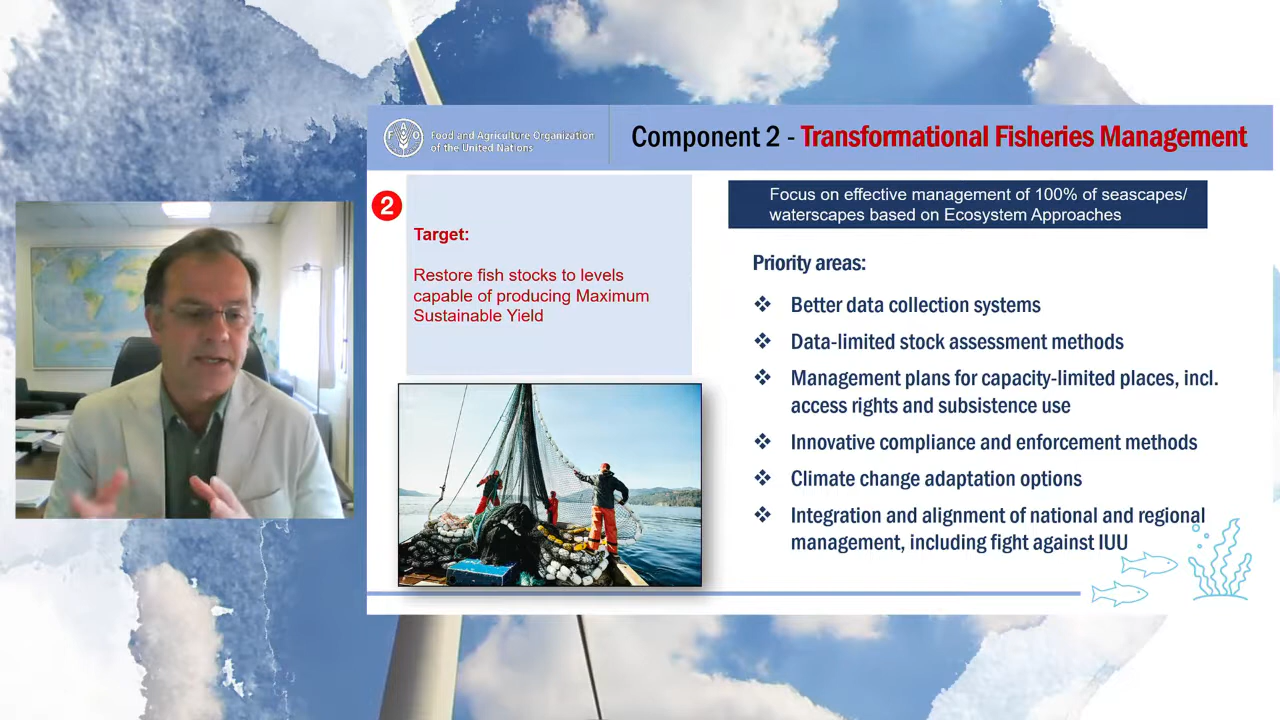 FAO
Food and Agriculture Organization
of the United Nations
Component 2 - Transformational Fisheries Management
2
Target:
Restore fish stocks to levels
capable of producing Maximum
Sustainable Yield
Focus on effective management of 100% of seascapes/
waterscapes based on Ecosystem Approaches
Priority areas:
❖ Better data collection systems
❖ Data-limited stock assessment methods
❖ Management plans for capacity-limited places, incl.
access rights and subsistence use
❖ Innovative compliance and enforcement methods
❖ Climate change adaptation options
❖ Integration and alignment of national and regional
management, including fight against IUU